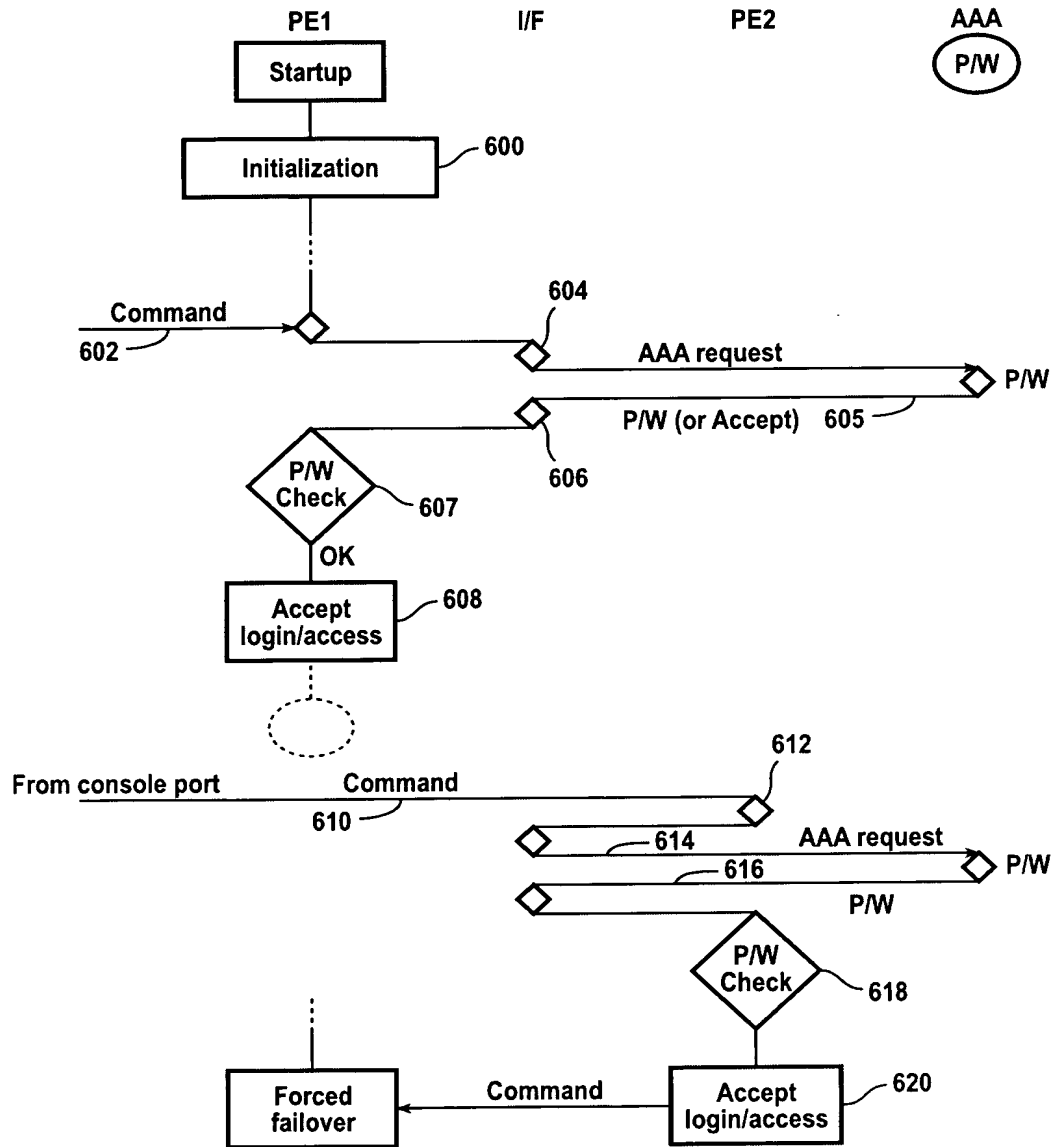 PE1 I/F PE2 AAA
Startup
P/W
600
Initialization
604
Command
602
AAA request
P/W
P/W (or Accept) 605
606
P/W
Check
607
OK
608
Accept
login/access
612
From console port Command
610
614 AAA request
P/W
616
P/W
P/W
Check
618
620
Command
Forced
failover
Accept
login/access